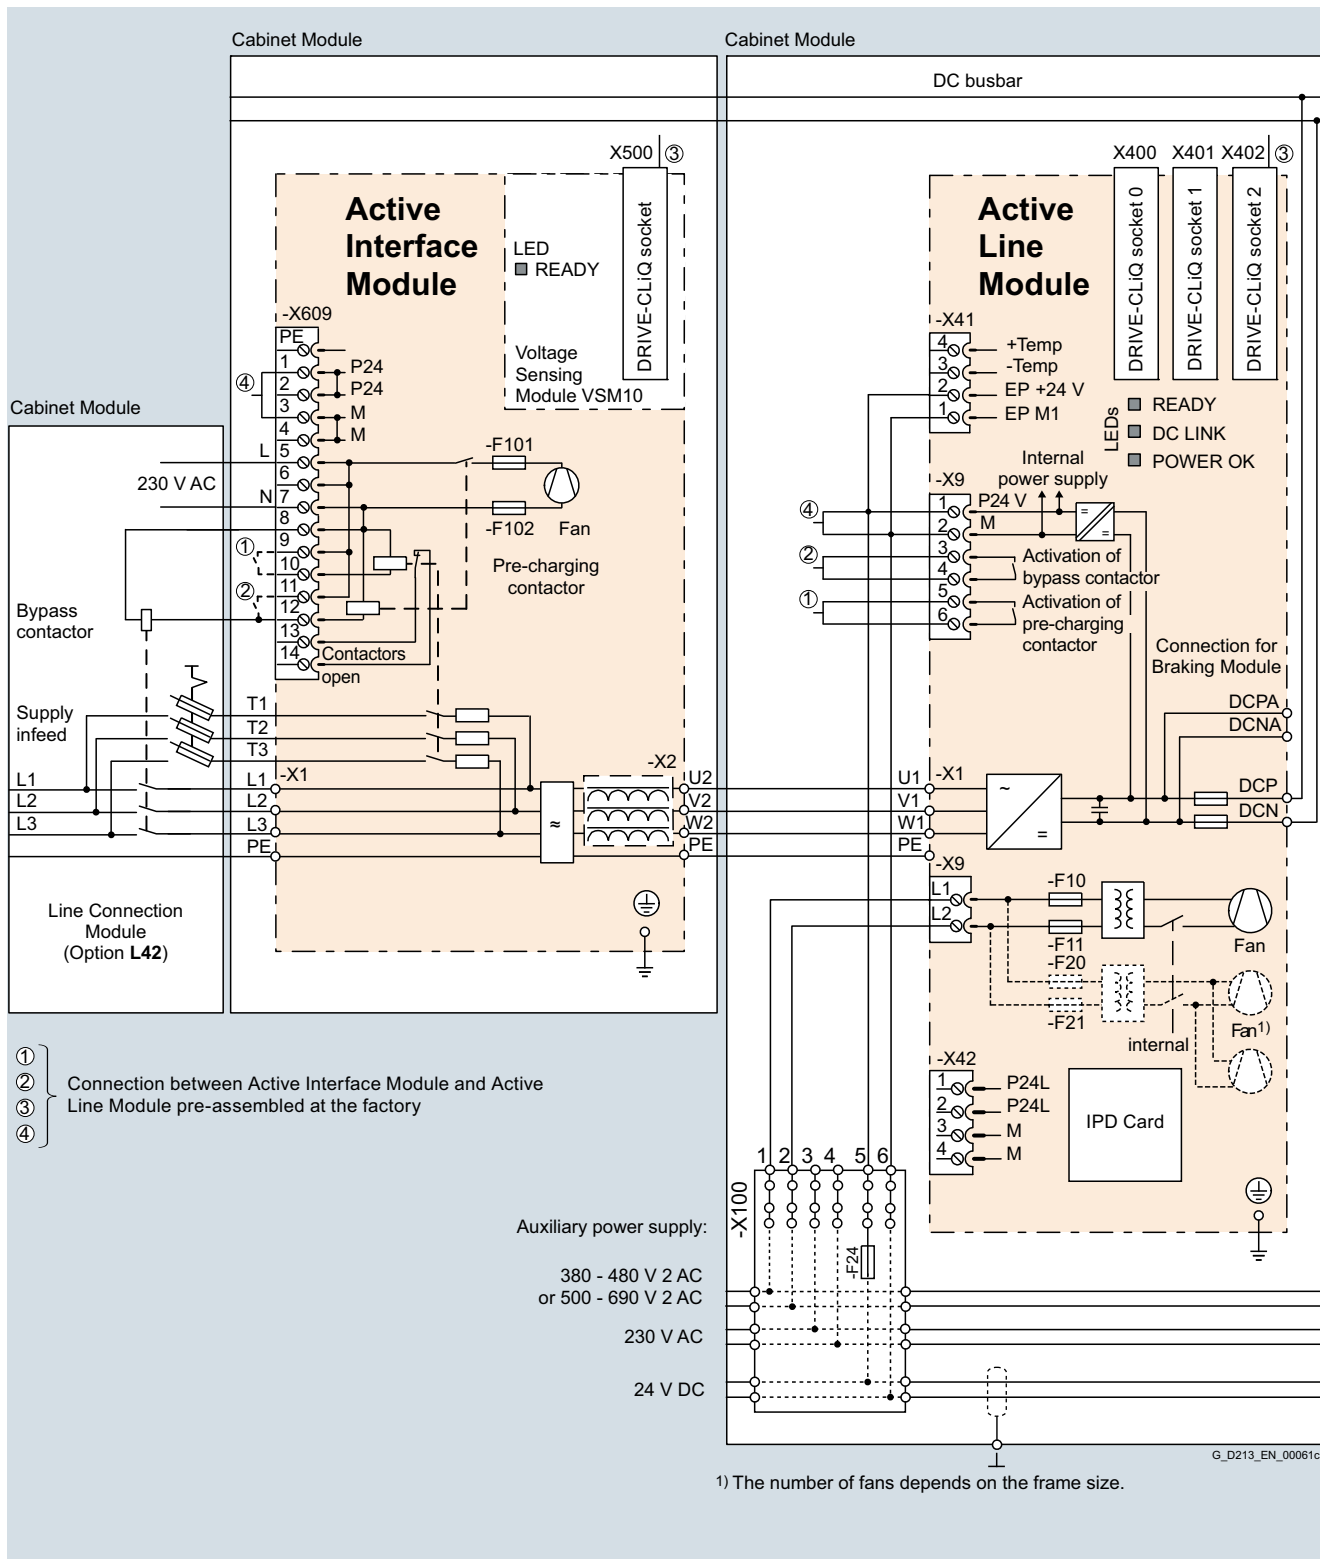 Cabinet Module
Cabinet Module
DC busbar
X500
③
X400
X401
X402
③
Active
Interface
Module
LED
READY
DRIVE-CLiQ socket
Voltage
Sensing
Module VSM10
Active
Line
Module
DRIVE-CLiQ socket 0
DRIVE-CLiQ socket 1
DRIVE-CLiQ socket 2
-X609
PE
1
2
3
4
5
6
7
8
9
10
11
12
13
14
P24
P24
M
M
④
L
230 V AC
N
①
②
-F101
-F102
Fan
Pre-charging
contactor
Contactors
open
-X41
4
3
2
1
+Temp
-Temp
EP +24 V
EP M1
LEDs
READY
DC LINK
POWER OK
Internal
power supply
-X9
1
2
3
4
5
6
P24 V
M
④
②
①
Activation of
bypass contactor
Activation of
pre-charging
contactor
Connection for
Braking Module
DCPA
DCNA
Cabinet Module
Bypass
contactor
Supply
infeed
T1
T2
T3
L1
L2
L3
-X1
L1
L2
L3
PE
≈
-X2
U2
V2
W2
PE
U1
V1
W1
PE
-X1
~
=
DCP
DCN
Line Connection
Module
(Option L42)
-X9
L1
L2
-F10
-F11
-F20
-F21
Fan
Fan1)
internal
-X42
1
2
3
4
P24L
P24L
M
M
IPD Card
①
②
③
④
Connection between Active Interface Module and Active
Line Module pre-assembled at the factory
1 2 3 4 5 6
-X100
-F24
Auxiliary power supply:
380 - 480 V 2 AC
or 500 - 690 V 2 AC
230 V AC
24 V DC
G_D213_EN_00061c
1) The number of fans depends on the frame size.